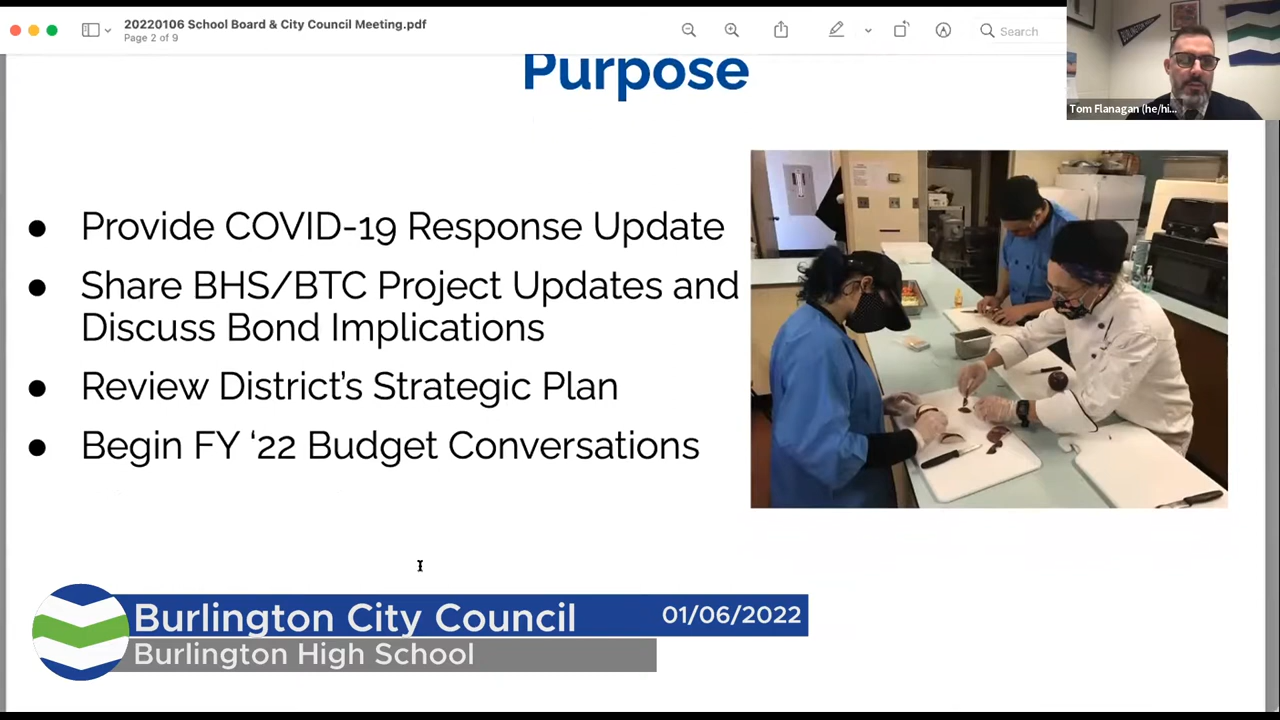 20220106 School Board & City Council Meeting.pdf
Page 2 of 9
Search
BURLINGTON
Tom Flanagan (he/hi...
Purpose
● Provide COVID-19 Response Update
● Share BHS/BTC Project Updates and
Discuss Bond Implications
● Review District's Strategic Plan
● Begin FY ‘22 Budget Conversations
Burlington City Council
01/06/2022
Burlington High School